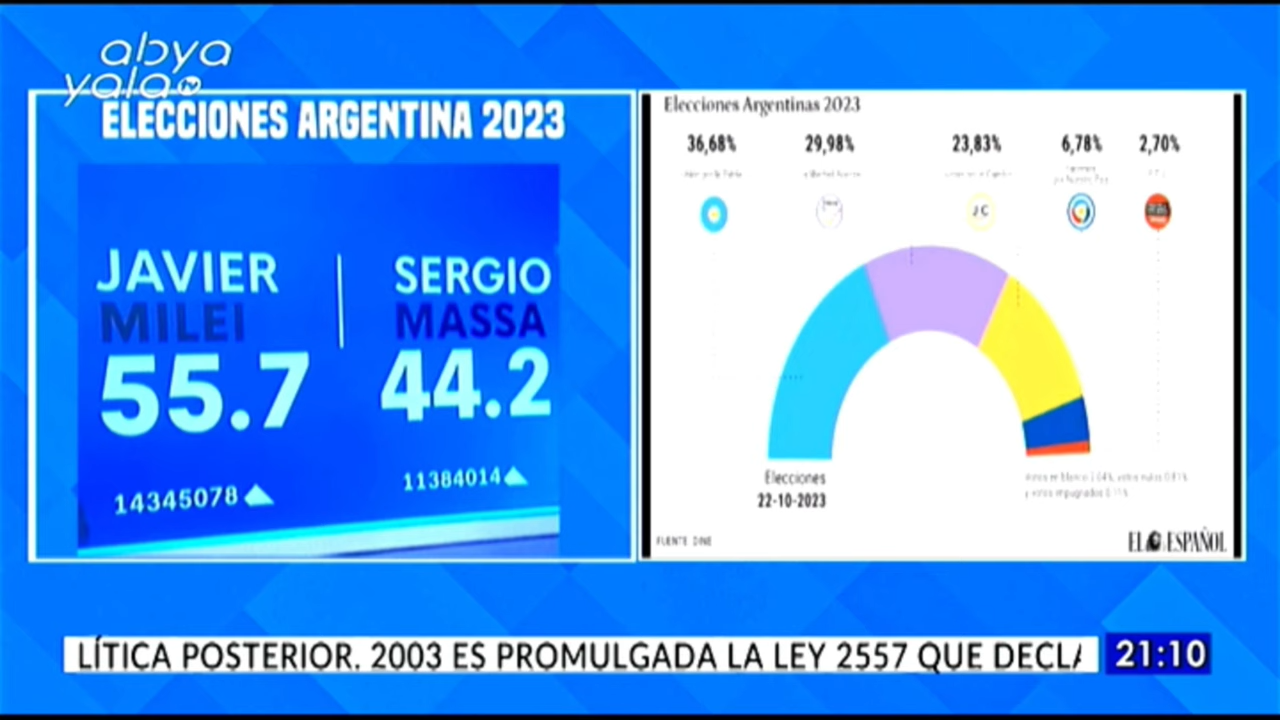 abya
yala tv
ELECCIONES ARGENTINA 2023
JAVIER
MILEI
55.7
14345078
SERGIO
MASSA
44.2
11384014
Elecciones Argentinas 2023
36,68% 29,98% 23,83% 6,78% 2,70%
JC
Elecciones
22-10-2023
FUENTE DINE
EL ESPAÑOL
LÍTICA POSTERIOR. 2003 ES PROMULGADA LA LEY 2557 QUE DECLA
21:10